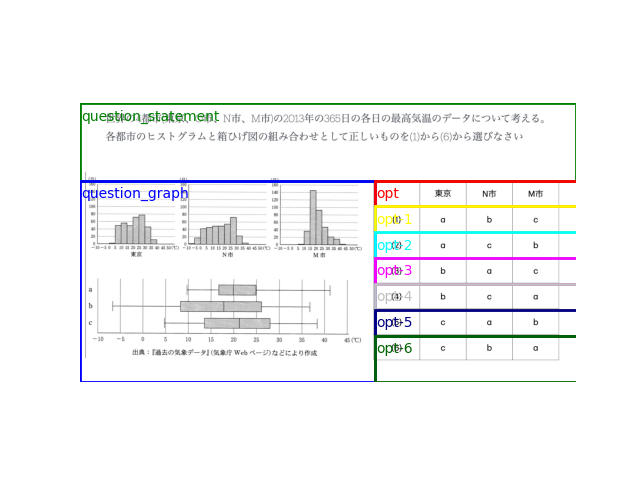 question_statement
N市、M市)の2013年の365日の各日の最高気温のデータについて考える。
各都市のヒストグラムと箱ひげ図の組み合わせとして正しいものを(1)から(6)から選びなさい
question_graph
東京
N市
M市
a
b
c
-10 -5 0 5 10 15 20 25 30 35 40 45 (℃)
出典:『過去の気象データ』(気象庁 Web ページ)などにより作成
opt 東京 N市 M市
opt-1 a b c
opt-2 a c b
opt-3 b a c
opt-4 b c a
opt-5 c a b
opt-6 c b a